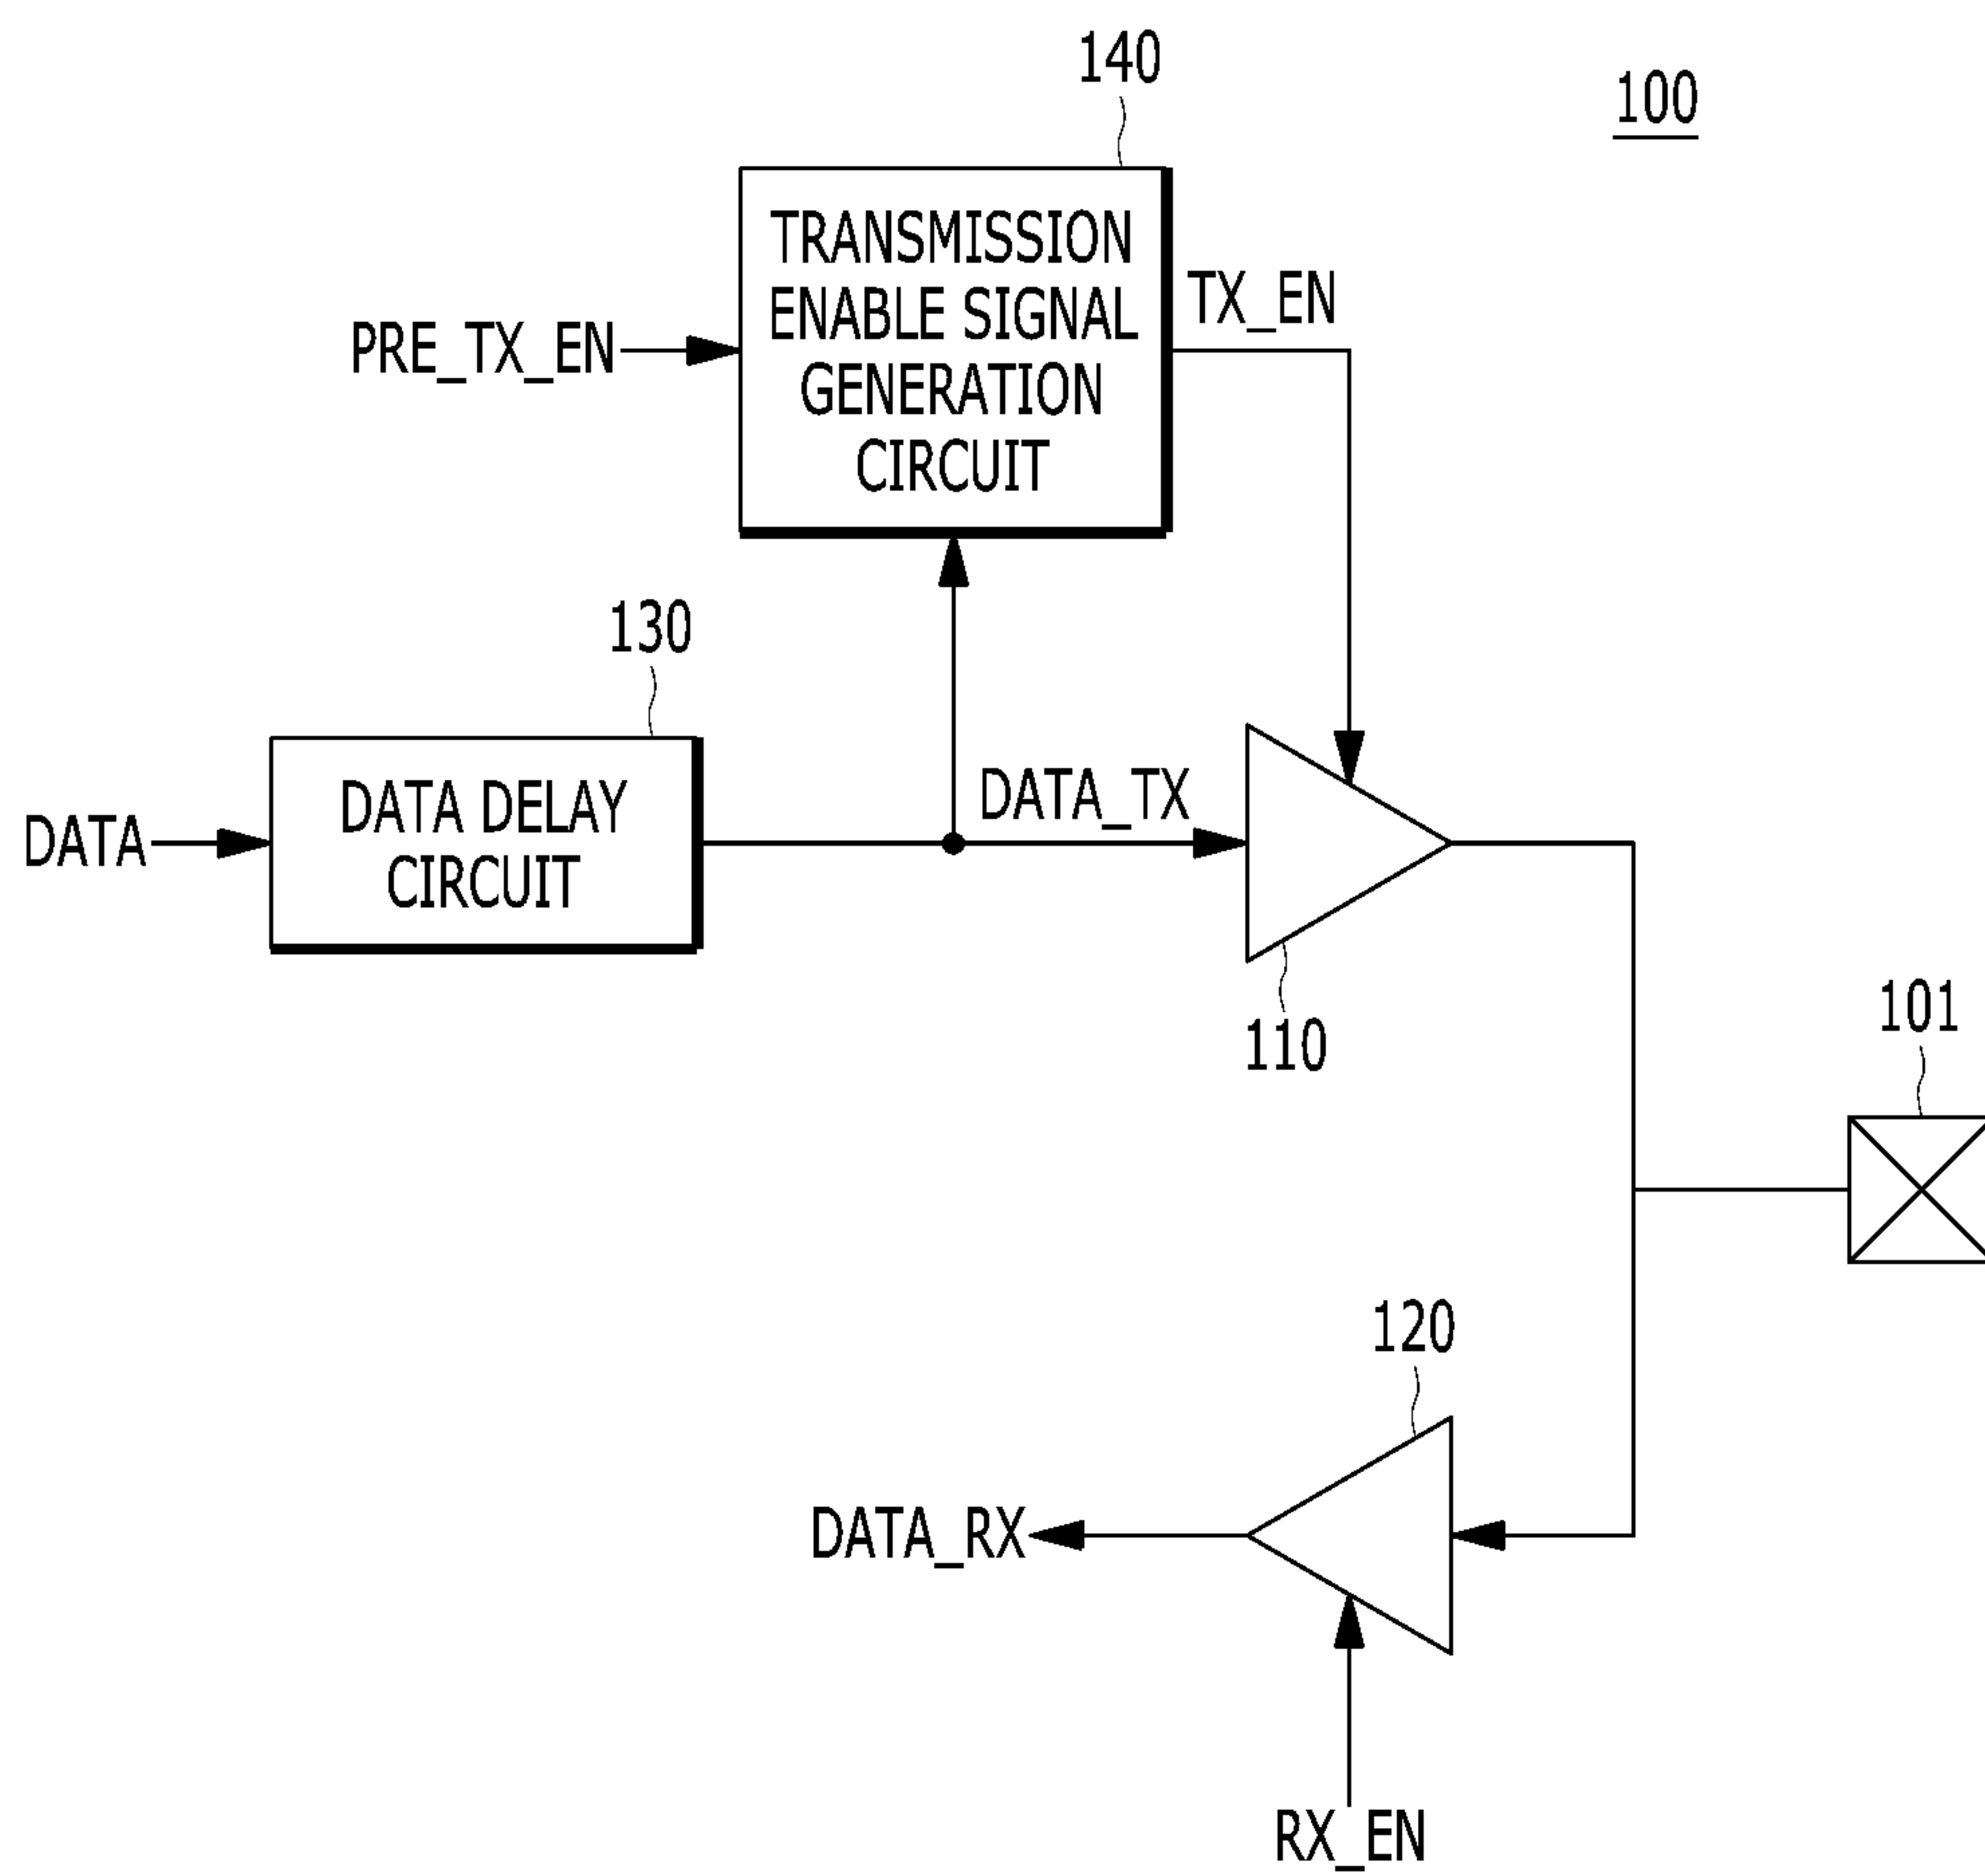 140
100
TRANSMISSION
ENABLE SIGNAL
GENERATION
CIRCUIT
TX_EN
PRE_TX_EN
130
DATA DELAY
CIRCUIT
DATA
DATA_TX
110
101
120
DATA_RX
RX_EN